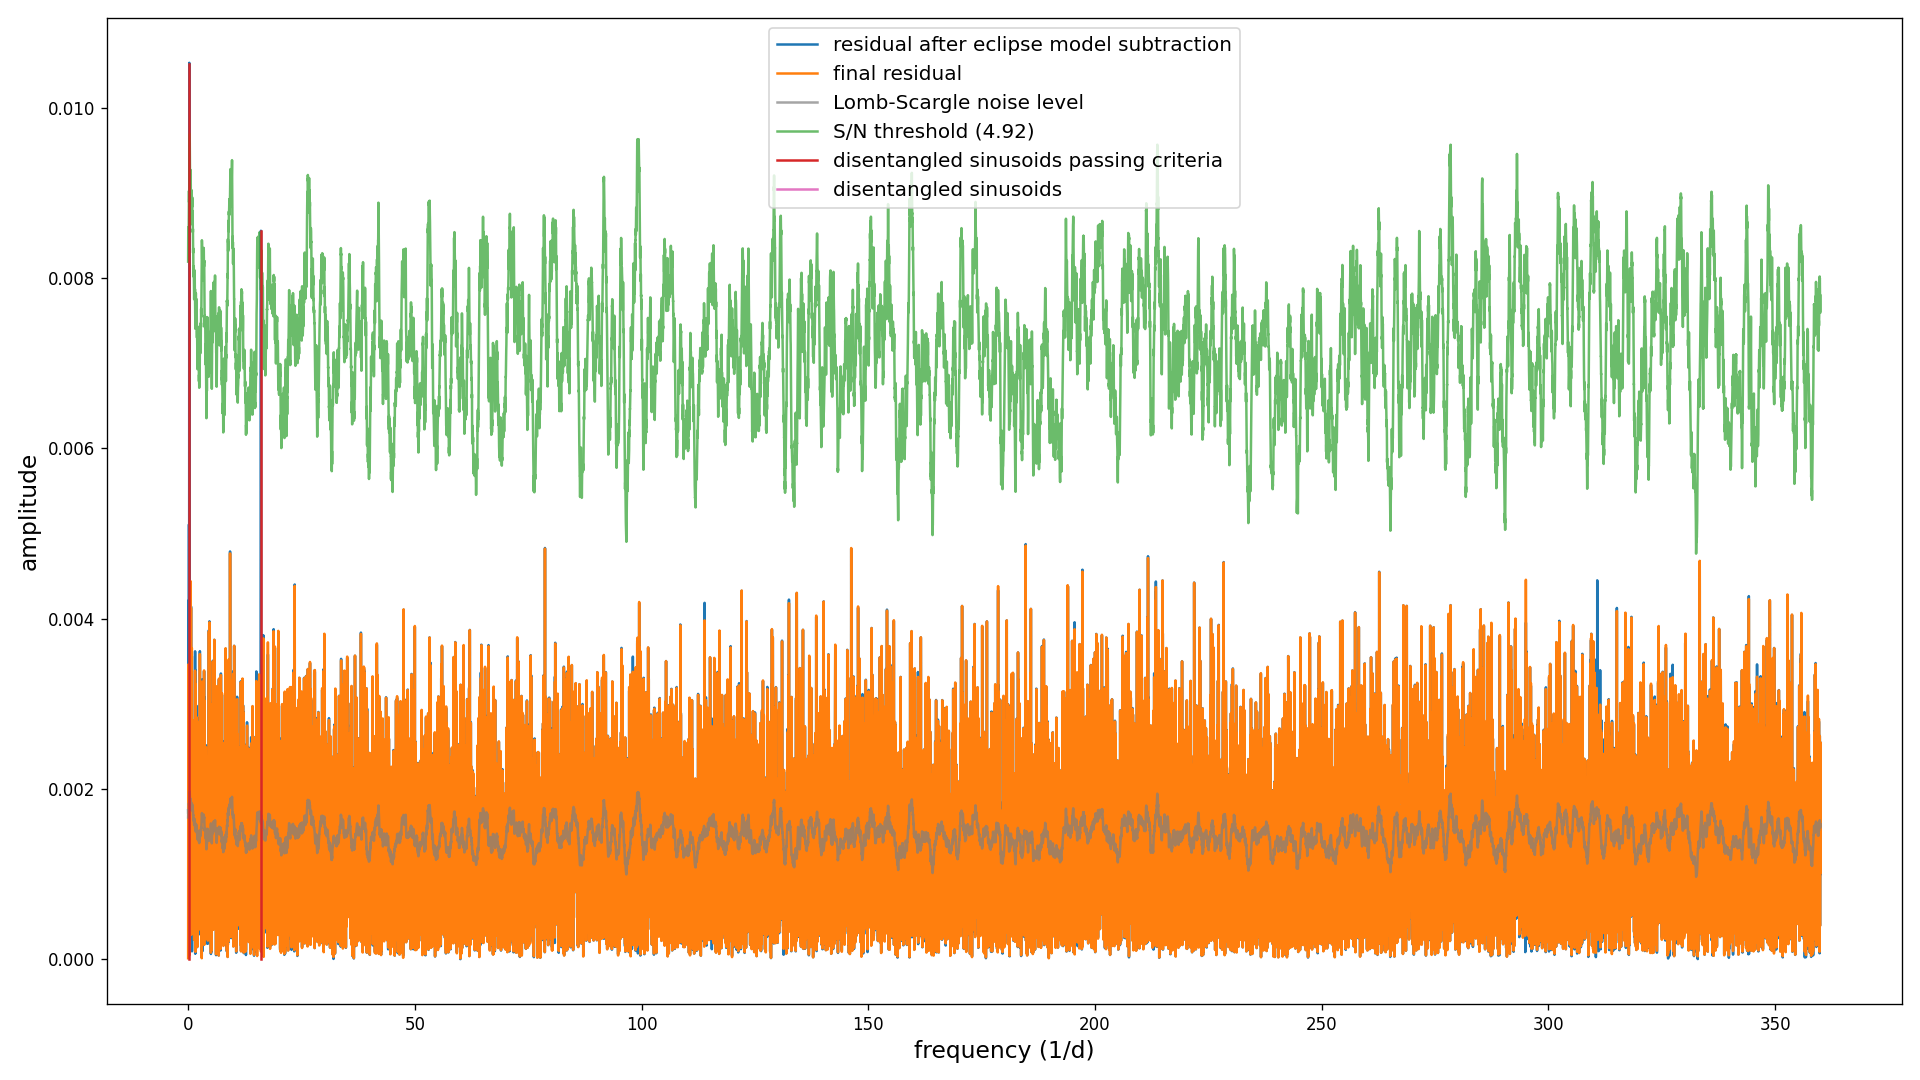 residual after eclipse model subtraction
final residual
Lomb-Scargle noise level
S/N threshold (4.92)
disentangled sinusoids passing criteria
disentangled sinusoids
amplitude
0.010
0.008
0.006
0.004
0.002
0.000
0 50 100 150 200 250 300 350
frequency (1/d)